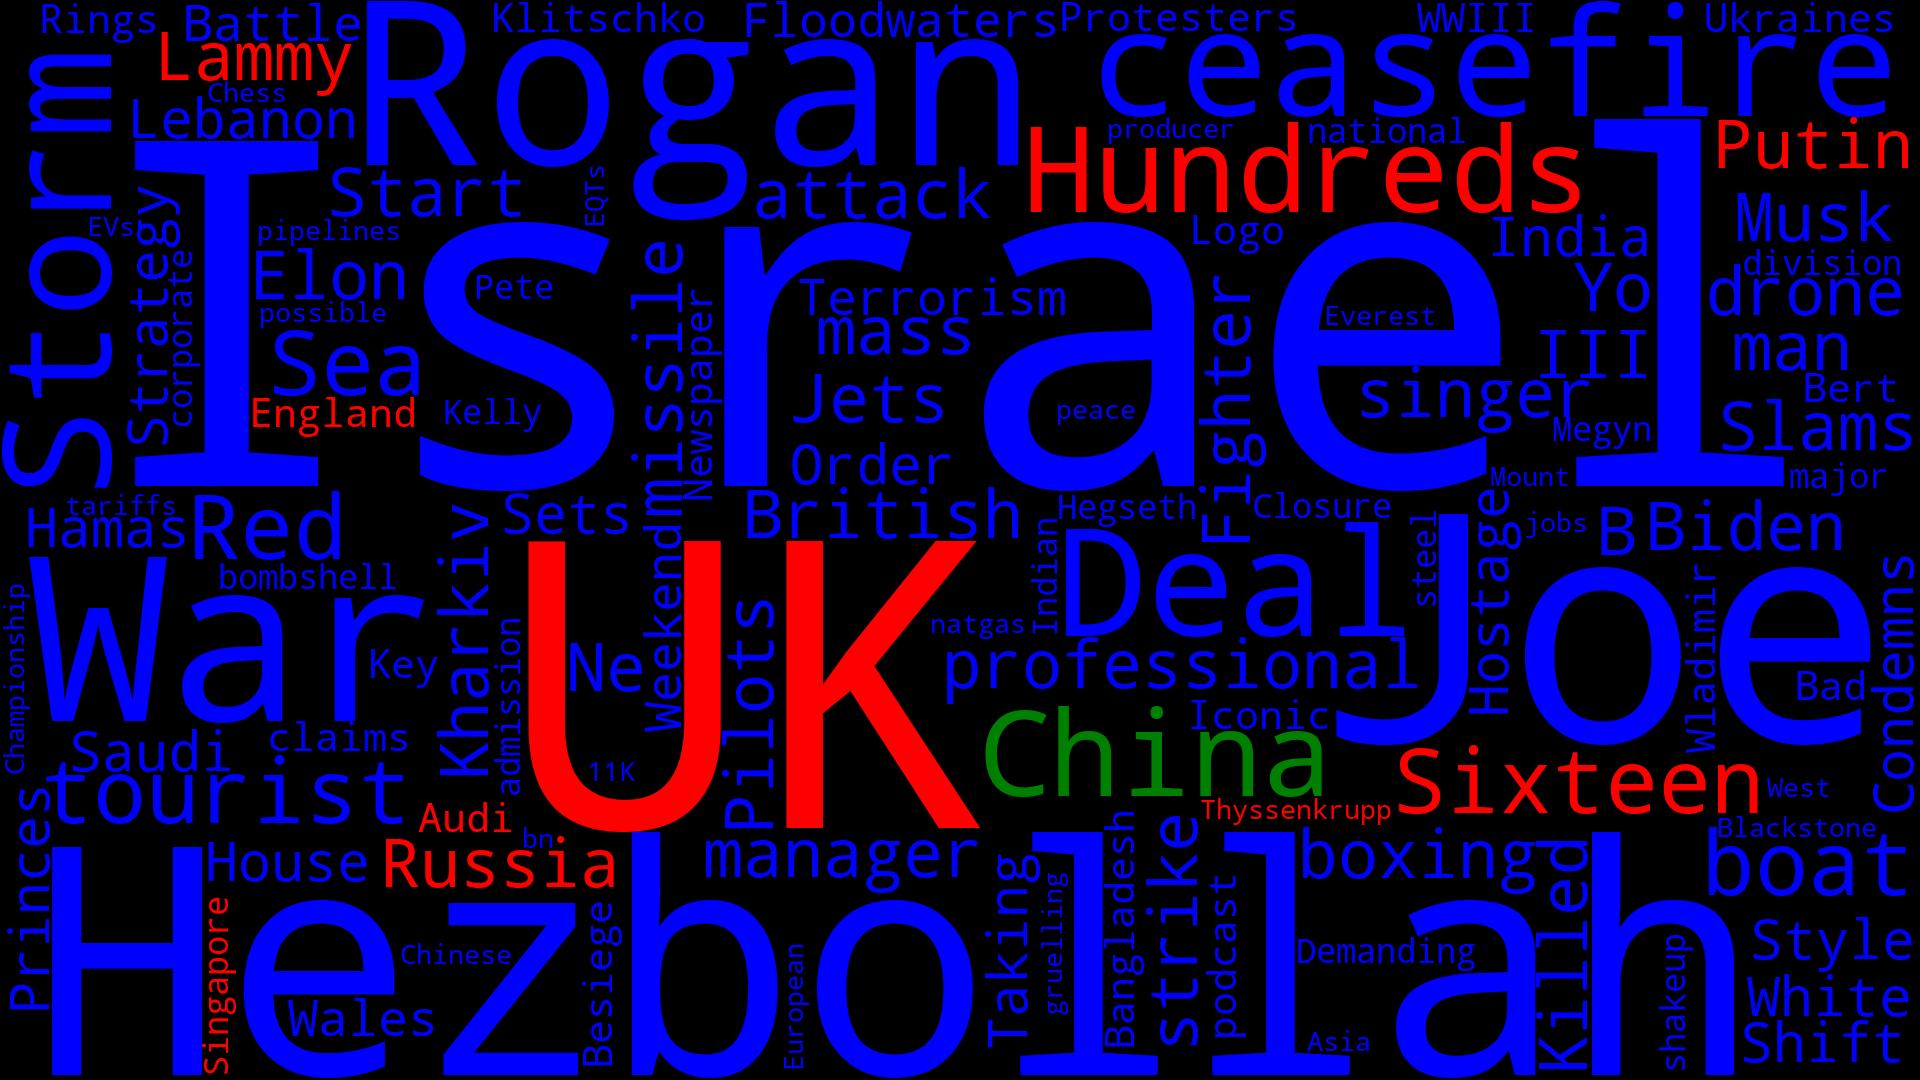 Rings
Battle
Klitschko
Floodwaters
Protesters
WWIII
Ukraines
Lammy
Rogan
ceasefire
Chess
Lebanon
Storm
producer
national
Hundreds
Putin
Israel
Start
EQTs
attack
Musk
EVs
Strategy
corporate
pipelines
Logo
India
division
Elon
Pete
missile
Newspaper
Terrorism
Fighter
Yo
drone
possible
mass
Everest
III
man
Sea
Jets
singer
Bert
England
Kelly
peace
Megyn
Slams
Order
Mount
major
tariffs
Hamas
Red
Kharkiv
Sets
British
Hegseth
Closure
Hostage
jobs
B
Biden
bombshell
Weekend
Indian
Deal
steel
Joe
War
Championship
Key
admission
UK
Ne
Pilots
natgas
professional
Wladimir
Bad
Condemns
Saudi
claims
China
Iconic
tourist
11K
Sixteen
West
Princes
Audi
Thyssenkrupp
Blackstone
bn
House
Russia
manager
boxing
boat
Hezbollah
Singapore
Chinese
Besiege
European
Taking
gruelling
Bangladesh
strike
podcast
Demanding
Killed
shakeup
Style
White
Wales
Asia
Shift